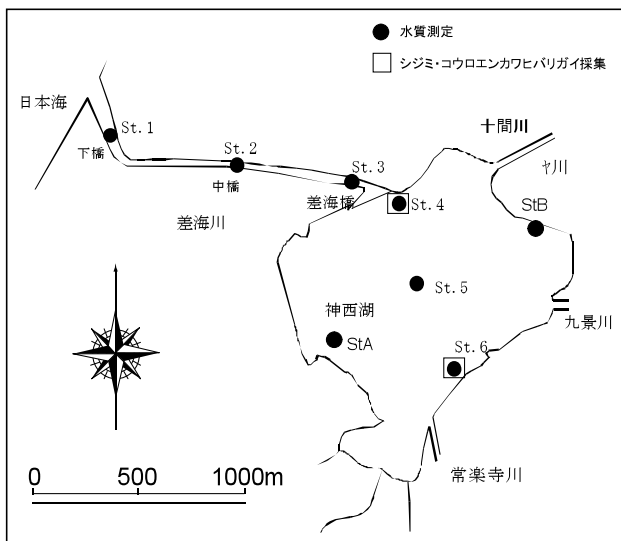 水質測定
シジミ・コウロエンカワヒバリガイ採集
日本海
St.1
下橋
St.2
中橋
St.3
差海橋
差海川
St.4
十間川
ヤ川
StB
St.5
神西湖
StA
九景川
St.6
常楽寺川
0 500 1000m